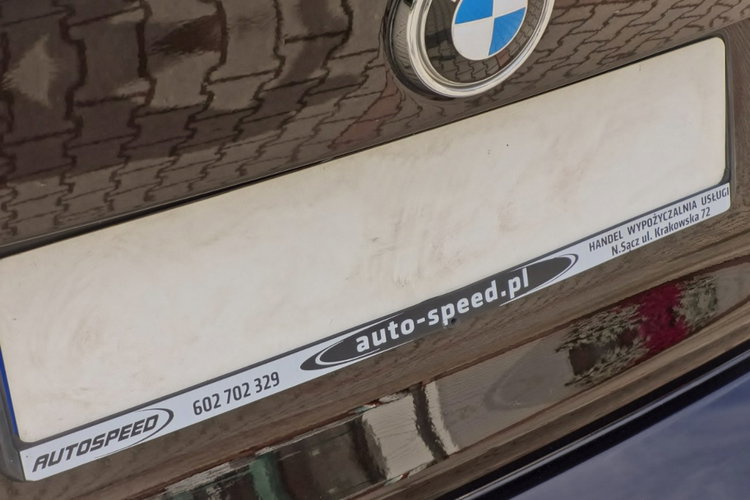 AUTOSPEED
602 702 329
auto-speed.pl
HANDEL WYPOŻYCZALNIA USŁUGI
N.Sącz ul. Krakowska 72